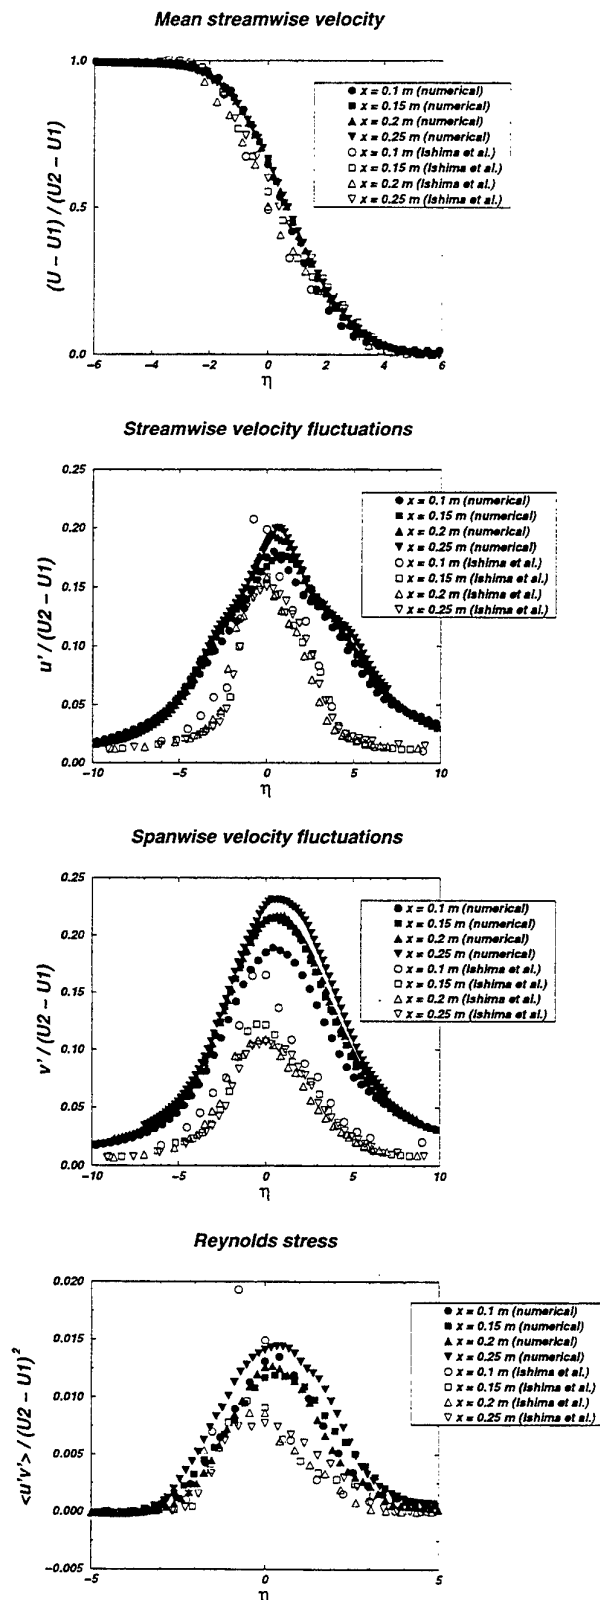 Mean streamwise velocity
(U − U1) / (U2 − U1)
1.0
0.5
0.0
−6
−4
−2
0
2
4
6
η
x = 0.1 m (numerical)
x = 0.15 m (numerical)
x = 0.2 m (numerical)
x = 0.25 m (numerical)
x = 0.1 m (Ishima et al.)
x = 0.15 m (Ishima et al.)
x = 0.2 m (Ishima et al.)
x = 0.25 m (Ishima et al.)
Streamwise velocity fluctuations
u' / (U2 − U1)
0.25
0.20
0.15
0.10
0.05
0.00
−10
−5
0
5
10
η
x = 0.1 m (numerical)
x = 0.15 m (numerical)
x = 0.2 m (numerical)
x = 0.25 m (numerical)
x = 0.1 m (Ishima et al.)
x = 0.15 m (Ishima et al.)
x = 0.2 m (Ishima et al.)
x = 0.25 m (Ishima et al.)
Spanwise velocity fluctuations
v' / (U2 − U1)
0.25
0.20
0.15
0.10
0.05
0.00
−10
−5
0
5
10
η
x = 0.1 m (numerical)
x = 0.15 m (numerical)
x = 0.2 m (numerical)
x = 0.25 m (numerical)
x = 0.1 m (Ishima et al.)
x = 0.15 m (Ishima et al.)
x = 0.2 m (Ishima et al.)
x = 0.25 m (Ishima et al.)
Reynolds stress
<u'v'> / (U2 − U1)²
0.020
0.015
0.010
0.005
0.000
−0.005
−5
0
5
η
x = 0.1 m (numerical)
x = 0.15 m (numerical)
x = 0.2 m (numerical)
x = 0.25 m (numerical)
x = 0.1 m (Ishima et al.)
x = 0.15 m (Ishima et al.)
x = 0.2 m (Ishima et al.)
x = 0.25 m (Ishima et al.)